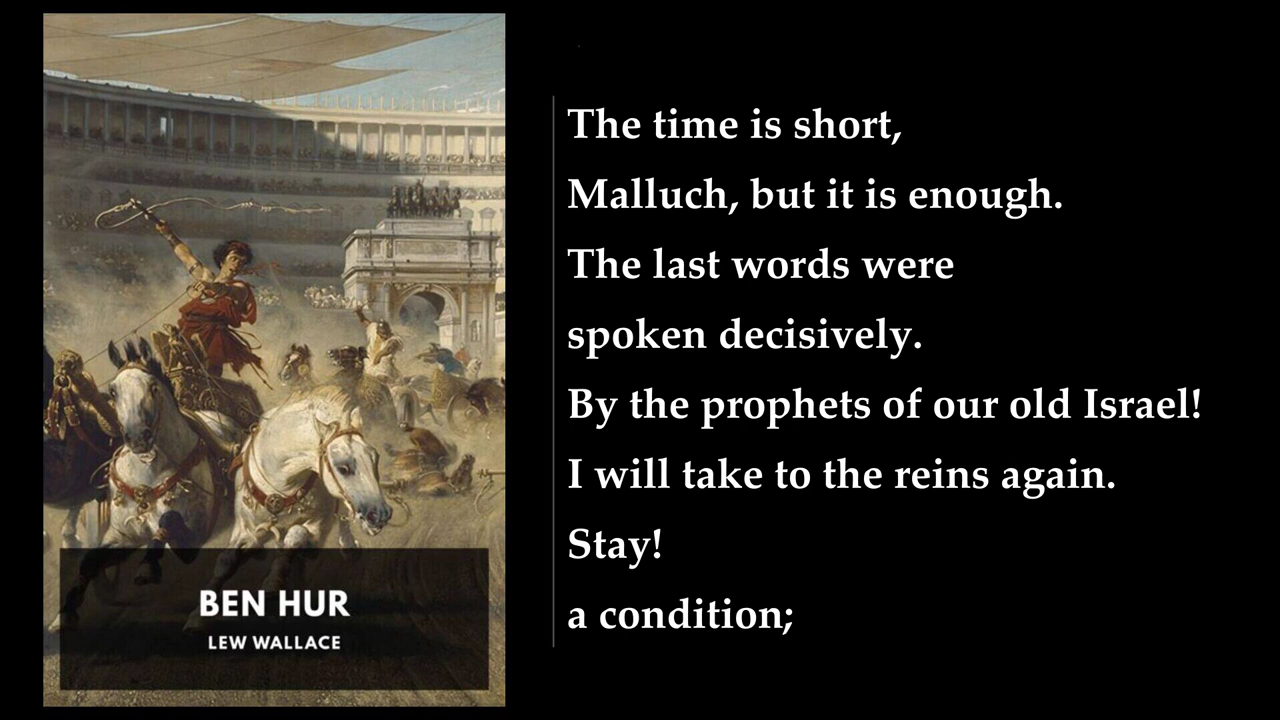 BEN HUR
LEW WALLACE
The time is short,
Malluch, but it is enough.
The last words were
spoken decisively.
By the prophets of our old Israel!
I will take to the reins again.
Stay!
a condition;